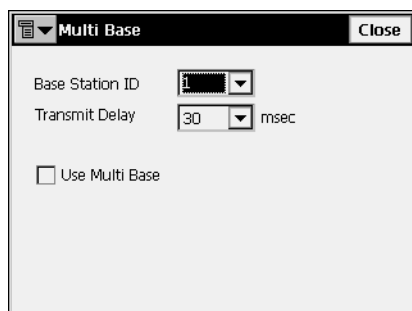 Multi Base Close
Base Station ID 1
Transmit Delay 30 msec
Use Multi Base